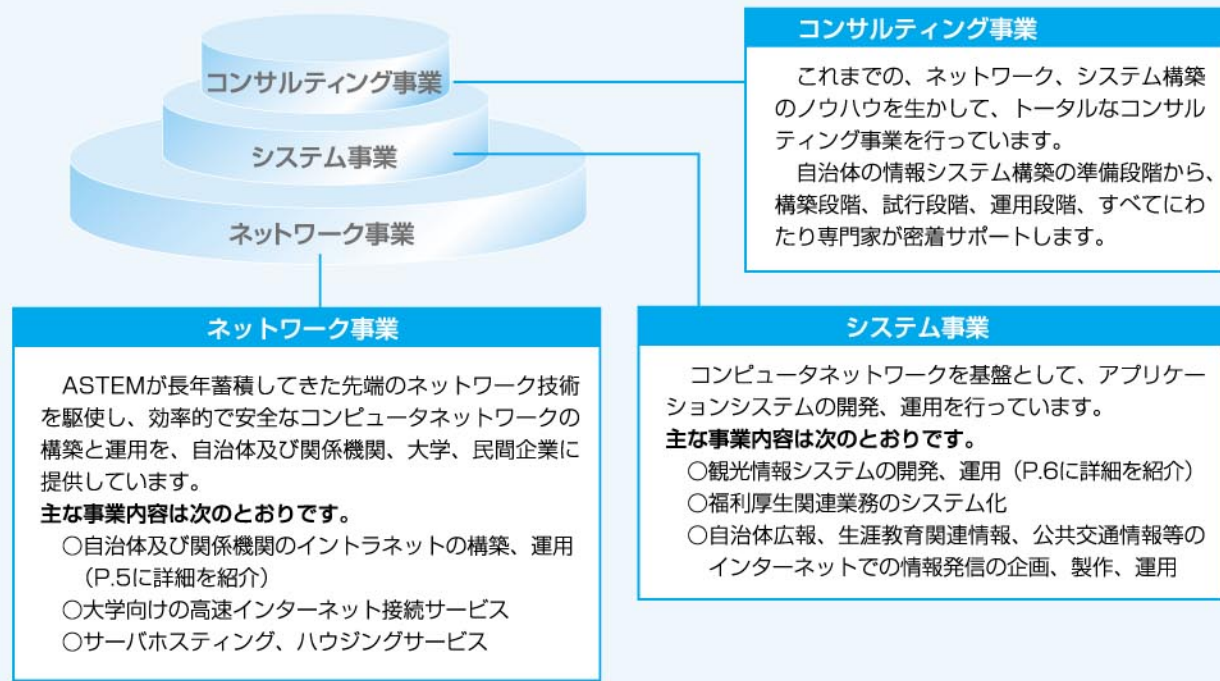 コンサルティング事業
システム事業
ネットワーク事業
コンサルティング事業
これまでの、ネットワーク、システム構築
のノウハウを生かして、トータルなコンサル
ティング事業を行っています。
自治体の情報システム構築の準備段階から、
構築段階、試行段階、運用段階、すべてにわ
たり専門家が密着サポートします。
ネットワーク事業
ASTEMが長年蓄積してきた先端のネットワーク技術
を駆使し、効率的で安全なコンピュータネットワークの
構築と運用を、自治体及び関係機関、大学、民間企業に
提供しています。
主な事業内容は次のとおりです。
○自治体及び関係機関のイントラネットの構築、運用
（P.5に詳細を紹介）
○大学向けの高速インターネット接続サービス
○サーバホスティング、ハウジングサービス
システム事業
コンピュータネットワークを基盤として、アプリケー
ションシステムの開発、運用を行っています。
主な事業内容は次のとおりです。
○観光情報システムの開発、運用（P.6に詳細を紹介）
○福利厚生関連業務のシステム化
○自治体広報、生涯教育関連情報、公共交通情報等の
インターネットでの情報発信の企画、製作、運用